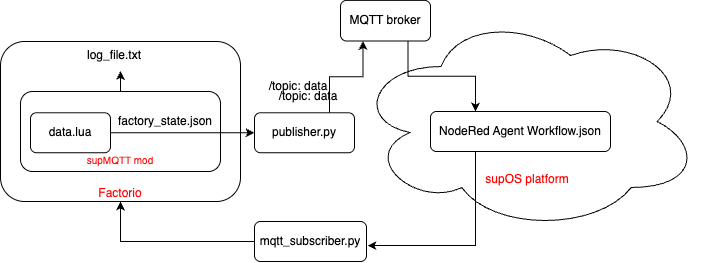 MQTT broker
log_file.txt
/topic: data
/topic: data
factory_state.json
data.lua
publisher.py
NodeRed Agent Workflow.json
supMQTT mod
supOS platform
Factorio
mqtt_subscriber.py